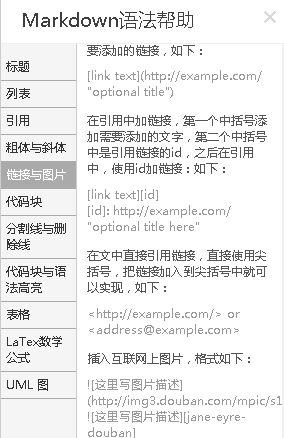 Markdown语法帮助
×
标题
列表
引用
粗体与斜体
链接与图片
代码块
分割线与删
除线
代码块与语
法高亮
表格
LaTex数学
公式
UML 图
要添加的链接，如下：
[link text](http://example.com/
"optional title")
在引用中加链接，第一个中括号添
加需要添加的文字，第二个中括号
中是引用链接的id，之后在引用
中，使用id加链接：如下：
[link text][id]
[id]: http://example.com/
"optional title here"
在文中直接引用链接，直接使用尖
括号，把链接加入到尖括号中就可
以实现，如下：
<http://example.com/> or
<address@example.com>
插入互联网上图片，格式如下：
![这里写图片描述]
(http://img3.douban.com/mpic/s1
![这里写图片描述][jane-eyre-
douban]